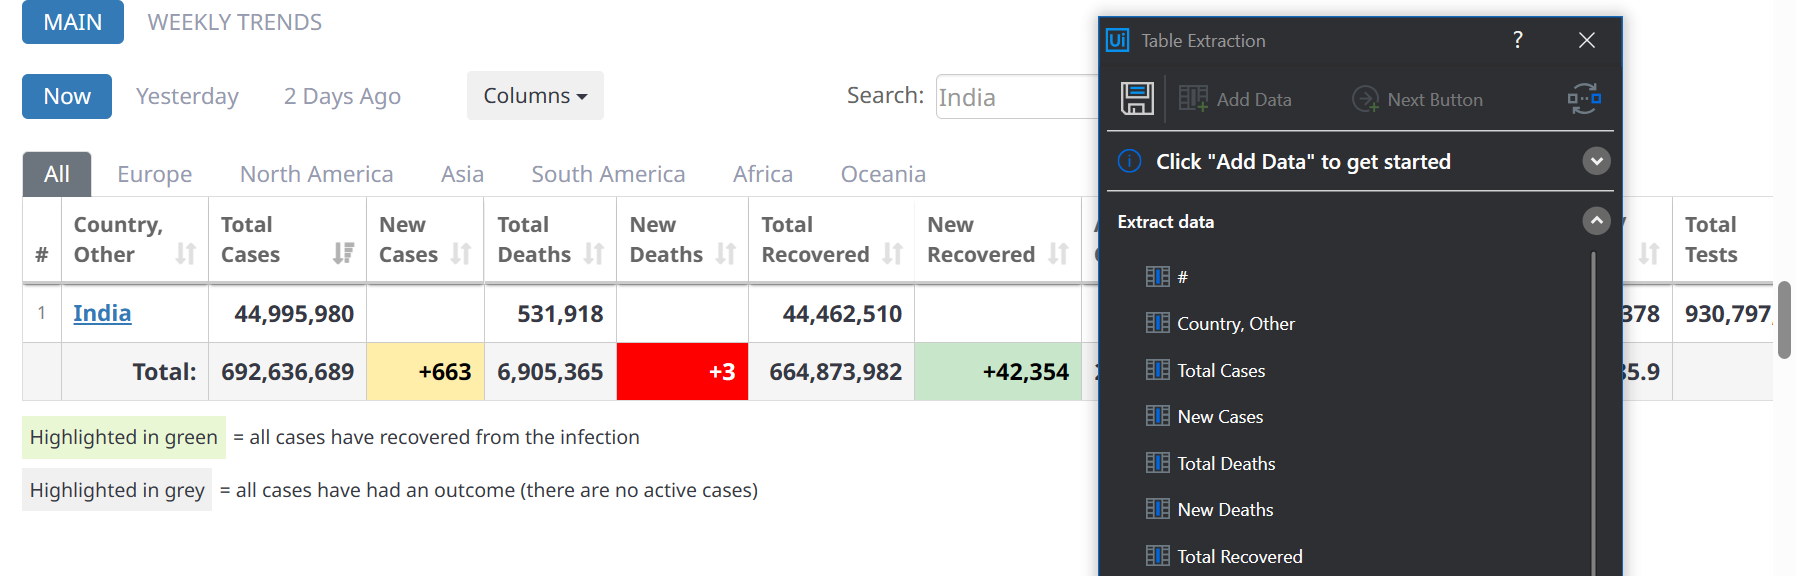 MAIN WEEKLY TRENDS
Now Yesterday 2 Days Ago Columns Search: India
All Europe North America Asia South America Africa Oceania
# Country, Other Total Cases New Cases Total Deaths New Deaths Total Recovered New Recovered Total Tests
1 India 44,995,980 531,918 44,462,510 378 930,797,
Total: 692,636,689 +663 6,905,365 +3 664,873,982 +42,354 35.9
Highlighted in green = all cases have recovered from the infection
Highlighted in grey = all cases have had an outcome (there are no active cases)
Ui Table Extraction ?
Add Data Next Button
Click "Add Data" to get started
Extract data
#
Country, Other
Total Cases
New Cases
Total Deaths
New Deaths
Total Recovered